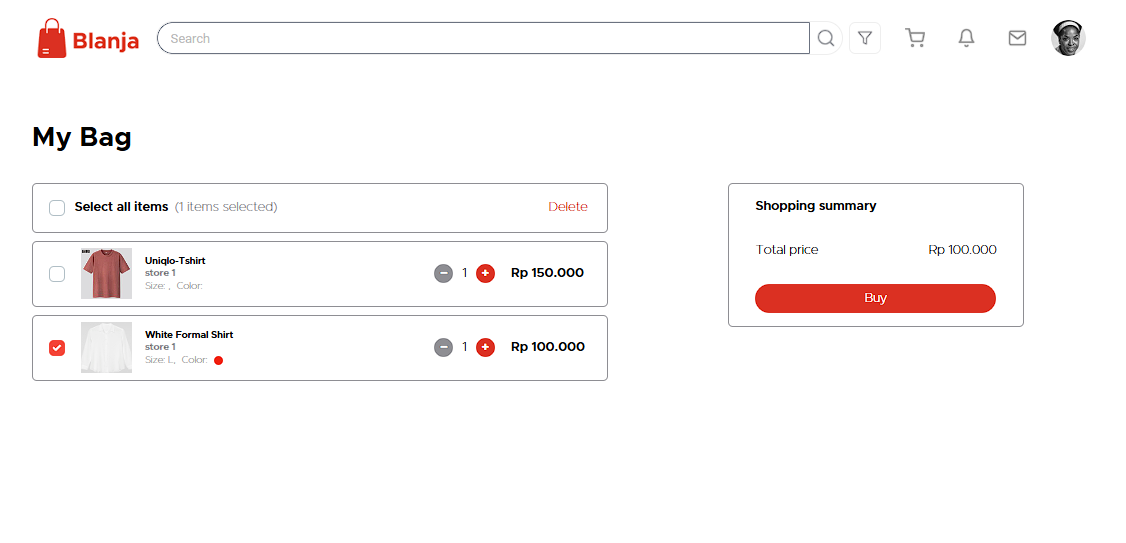 Blanja
Search
My Bag
Select all items (1 items selected)
Delete
Uniqlo-Tshirt
store 1
Size: , Color:
1
Rp 150.000
White Formal Shirt
store 1
Size: L, Color:
1
Rp 100.000
Shopping summary
Total price
Rp 100.000
Buy